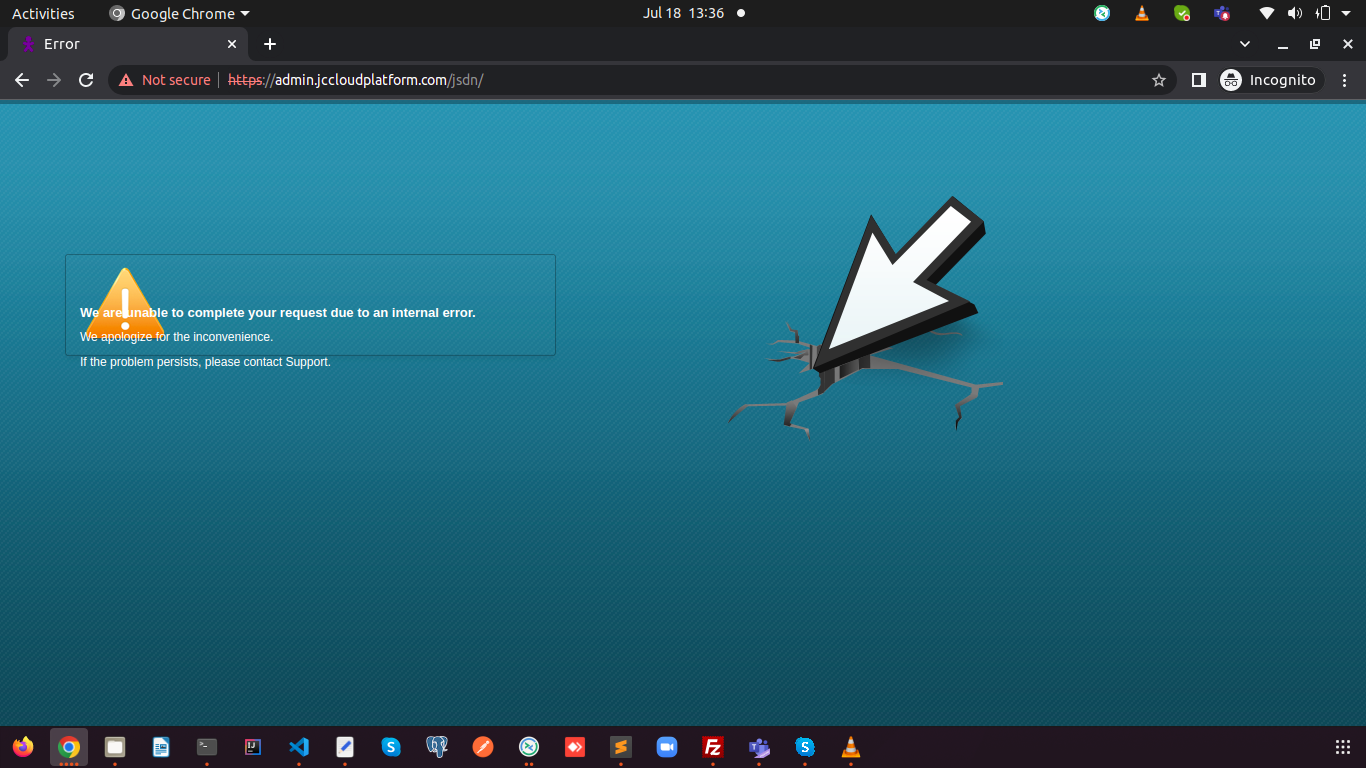 Activities
Google Chrome
Jul 18 13:36
Error
Not secure
https://admin.jccloudplatform.com/jsdn/
Incognito
We are unable to complete your request due to an internal error.
We apologize for the inconvenience.
If the problem persists, please contact Support.